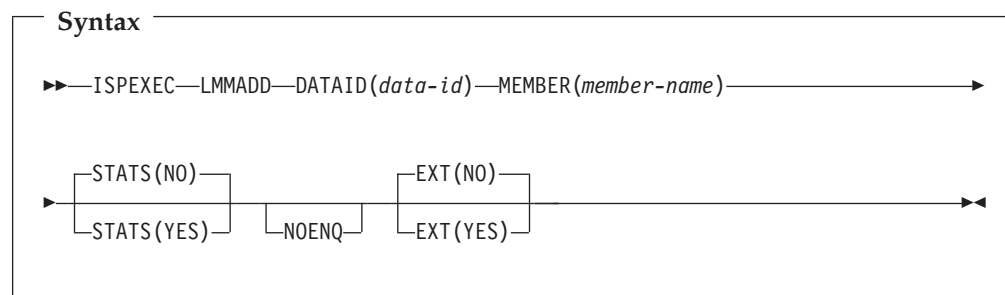 Syntax
ISPEXEC LMMADD DATAID(data-id) MEMBER(member-name)
STATS(NO) EXT(NO)
STATS(YES) NOENQ EXT(YES)